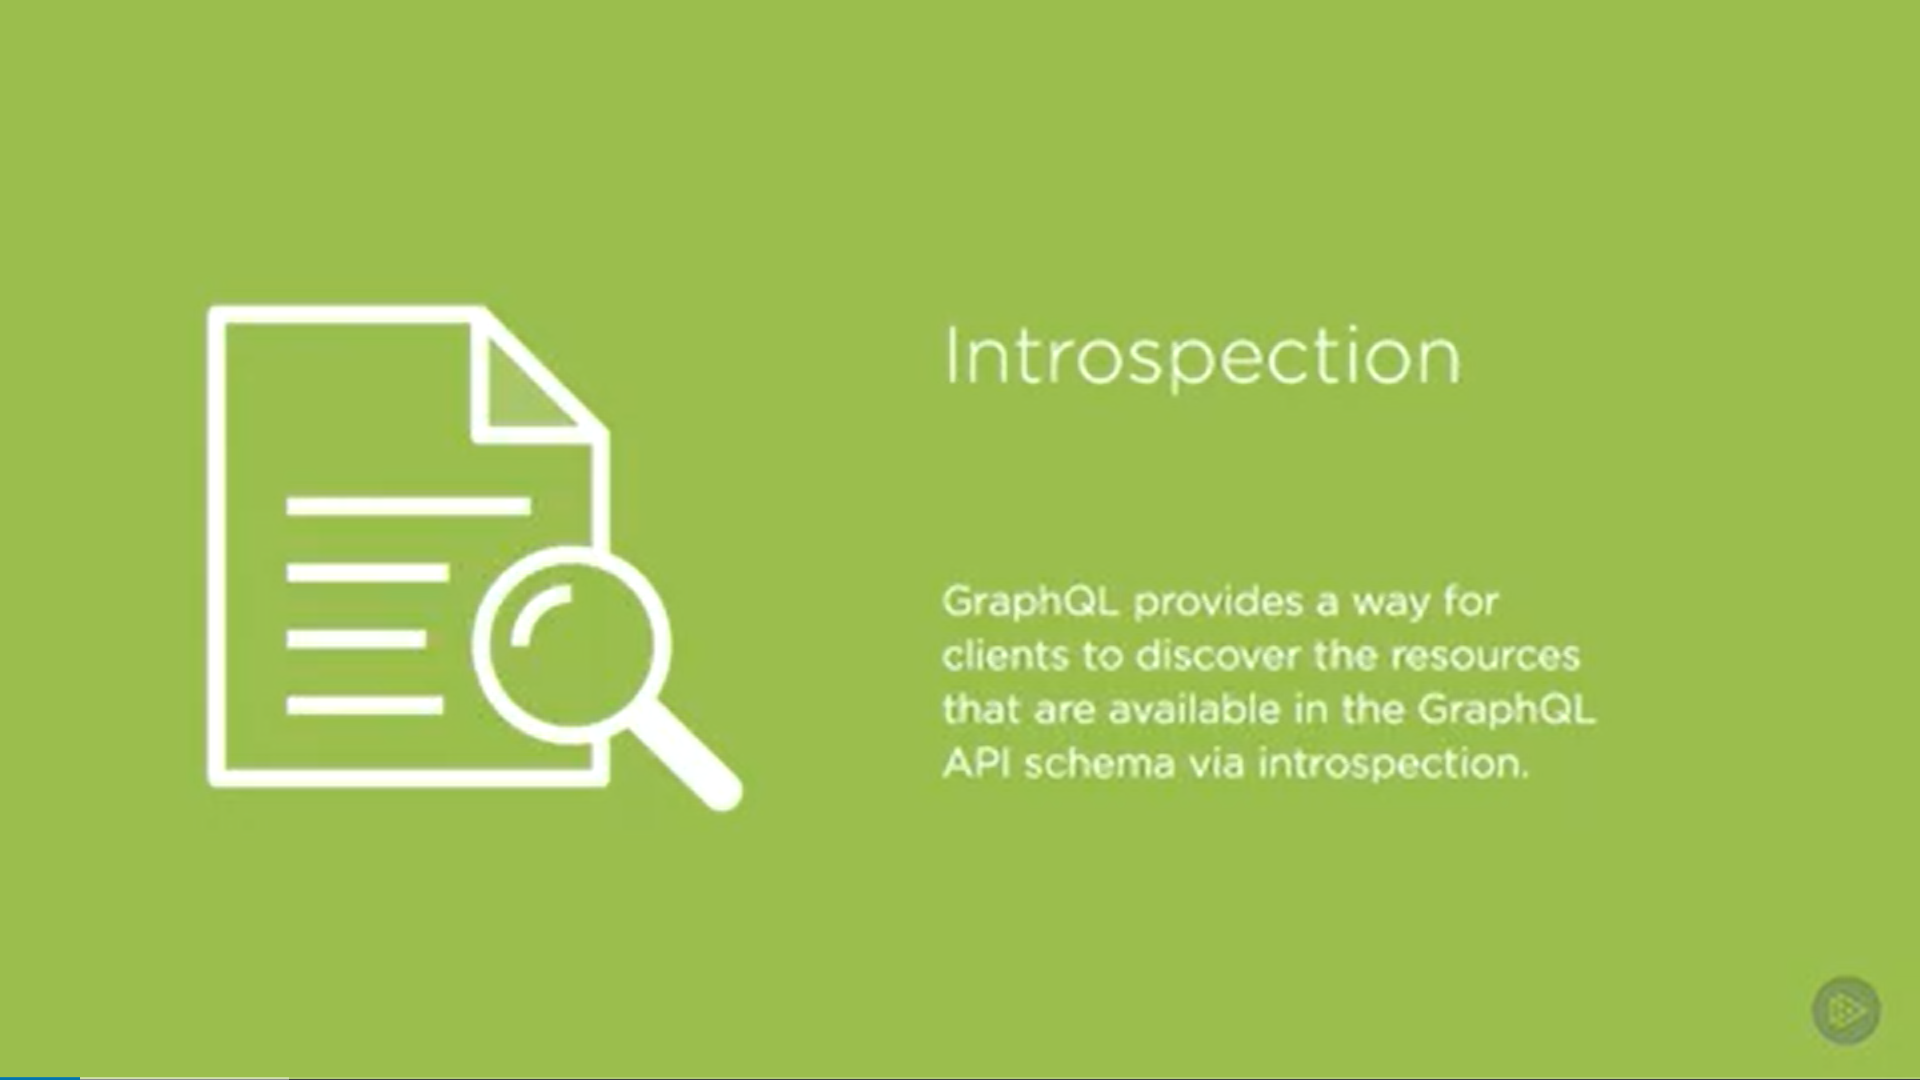 Introspection
GraphQL provides a way for
clients to discover the resources
that are available in the GraphQL
API schema via introspection.